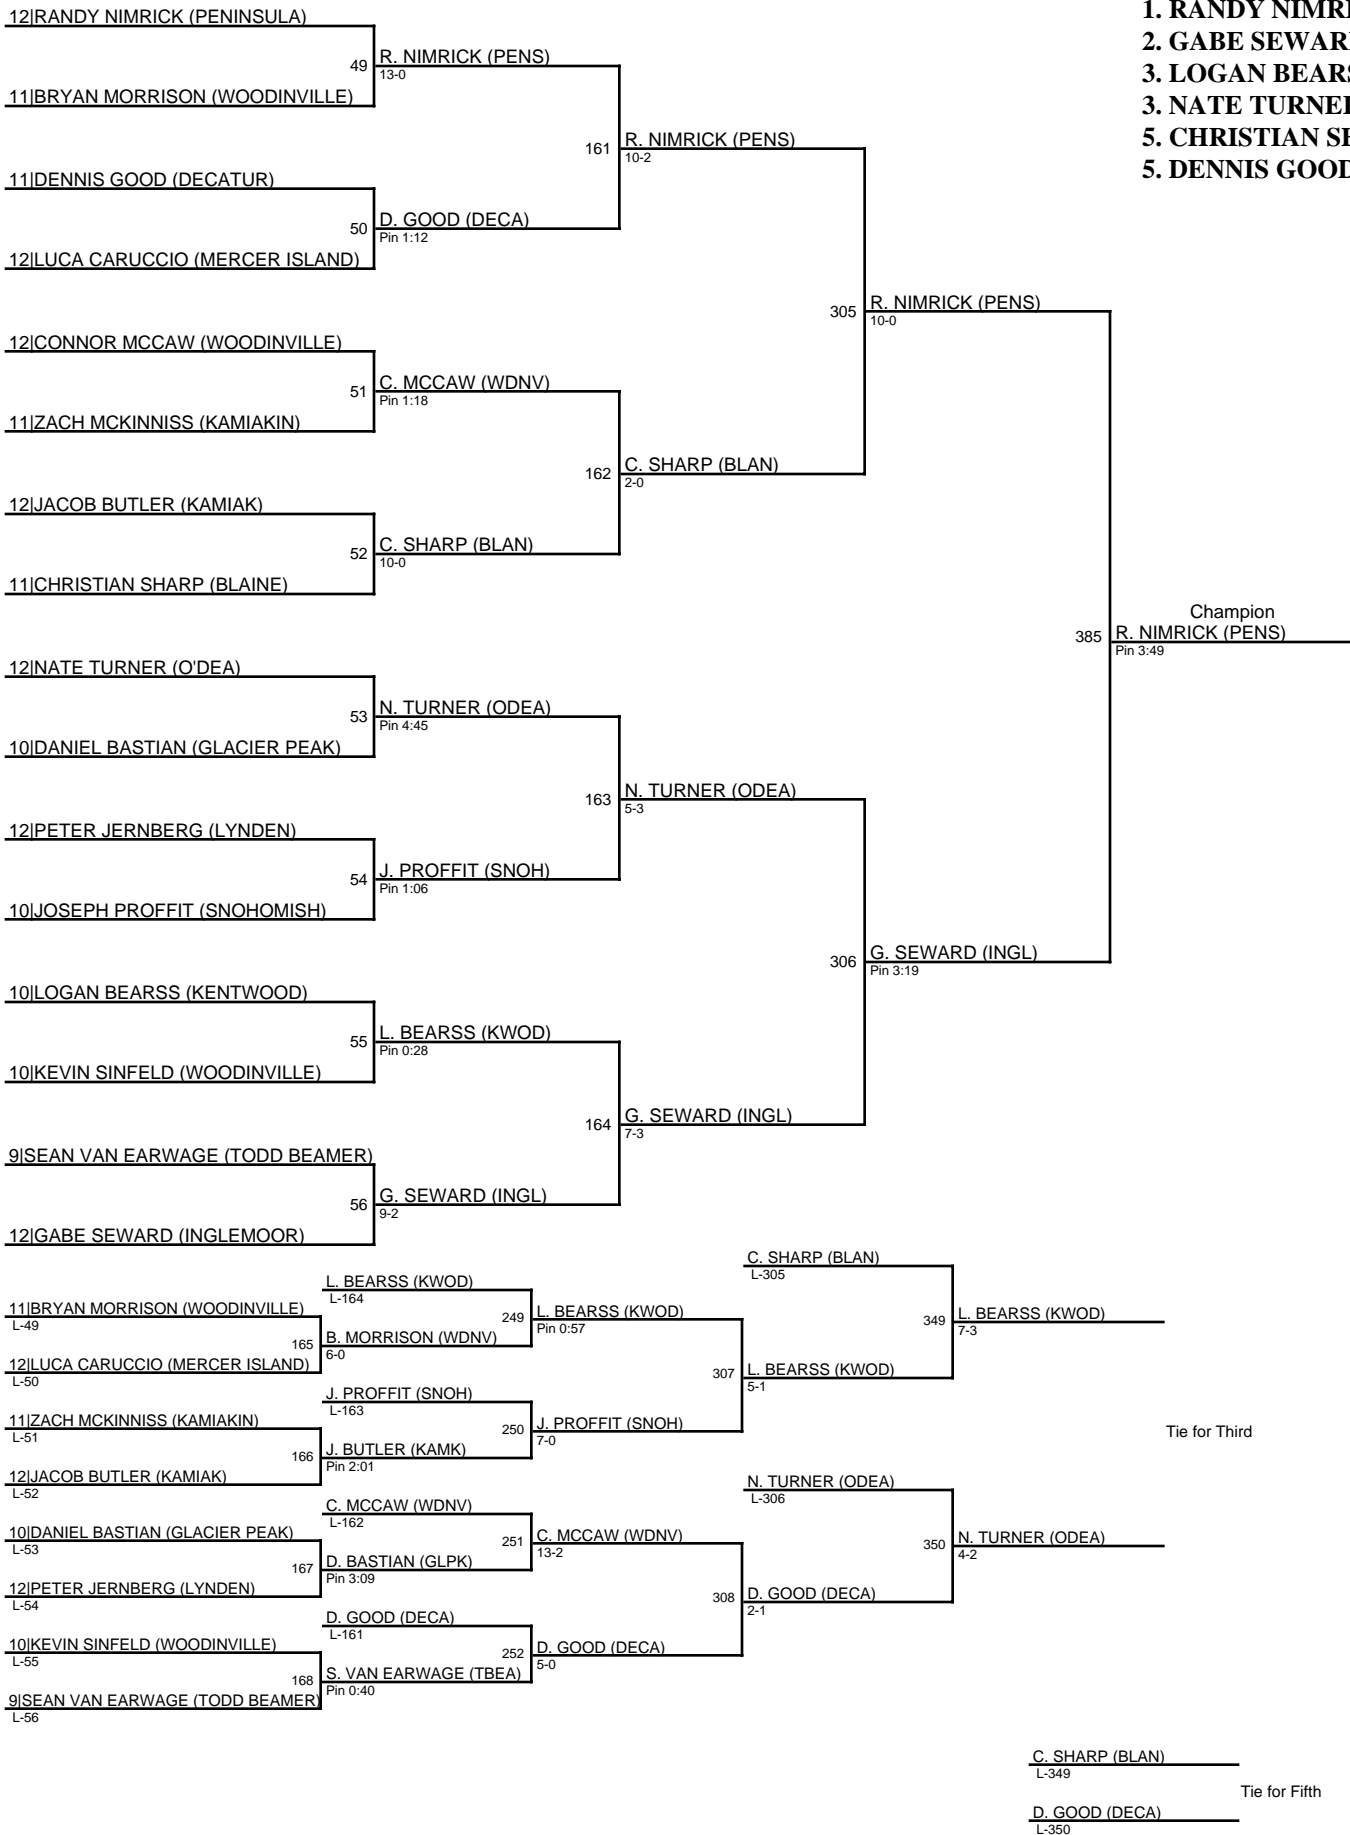 12|RANDY NIMRICK (PENINSULA)
49
R. NIMRICK (PENS)
13-0
11|BRYAN MORRISON (WOODINVILLE)
161
R. NIMRICK (PENS)
10-2
11|DENNIS GOOD (DECATUR)
50
D. GOOD (DECA)
Pin 1:12
12|LUCA CARUCCIO (MERCER ISLAND)
305
R. NIMRICK (PENS)
10-0
12|CONNOR MCCAW (WOODINVILLE)
51
C. MCCAW (WDNV)
Pin 1:18
11|ZACH MCKINNISS (KAMIAKIN)
162
C. SHARP (BLAN)
2-0
12|JACOB BUTLER (KAMIAK)
52
C. SHARP (BLAN)
10-0
11|CHRISTIAN SHARP (BLAINE)
Champion
385
R. NIMRICK (PENS)
Pin 3:49
12|NATE TURNER (O'DEA)
53
N. TURNER (ODEA)
Pin 4:45
10|DANIEL BASTIAN (GLACIER PEAK)
163
N. TURNER (ODEA)
5-3
12|PETER JERNBERG (LYNDEN)
54
J. PROFFIT (SNOH)
Pin 1:06
10|JOSEPH PROFFIT (SNOHOMISH)
306
G. SEWARD (INGL)
Pin 3:19
10|LOGAN BEARSS (KENTWOOD)
55
L. BEARSS (KWOD)
Pin 0:28
10|KEVIN SINFELD (WOODINVILLE)
164
G. SEWARD (INGL)
7-3
9|SEAN VAN EARWAGE (TODD BEAMER)
56
G. SEWARD (INGL)
9-2
12|GABE SEWARD (INGLEMOOR)
1. RANDY
2. GABE
3. LOGAN
3. NATE
5. CHRISTIAN
5. DENNIS GOOD
L. BEARSS (KWOD)
L-164
11|BRYAN MORRISON (WOODINVILLE)
L-49
165
B. MORRISON (WDNV)
6-0
12|LUCA CARUCCIO (MERCER ISLAND)
L-50
249
L. BEARSS (KWOD)
Pin 0:57
J. PROFFIT (SNOH)
L-163
11|ZACH MCKINNISS (KAMIAKIN)
L-51
166
J. BUTLER (KAMK)
Pin 2:01
12|JACOB BUTLER (KAMIAK)
L-52
250
J. PROFFIT (SNOH)
7-0
C. SHARP (BLAN)
L-305
307
L. BEARSS (KWOD)
5-1
349
L. BEARSS (KWOD)
7-3
Tie for Third
C. MCCAW (WDNV)
L-162
10|DANIEL BASTIAN (GLACIER PEAK)
L-53
167
D. BASTIAN (GLPK)
Pin 3:09
12|PETER JERNBERG (LYNDEN)
L-54
251
C. MCCAW (WDNV)
13-2
D. GOOD (DECA)
L-161
10|KEVIN SINFELD (WOODINVILLE)
L-55
168
S. VAN EARWAGE (TBEA)
Pin 0:40
9|SEAN VAN EARWAGE (TODD BEAMER)
L-56
252
D. GOOD (DECA)
5-0
N. TURNER (ODEA)
L-306
308
D. GOOD (DECA)
2-1
350
N. TURNER (ODEA)
4-2
C. SHARP (BLAN)
L-349
Tie for Fifth
D. GOOD (DECA)
L-350